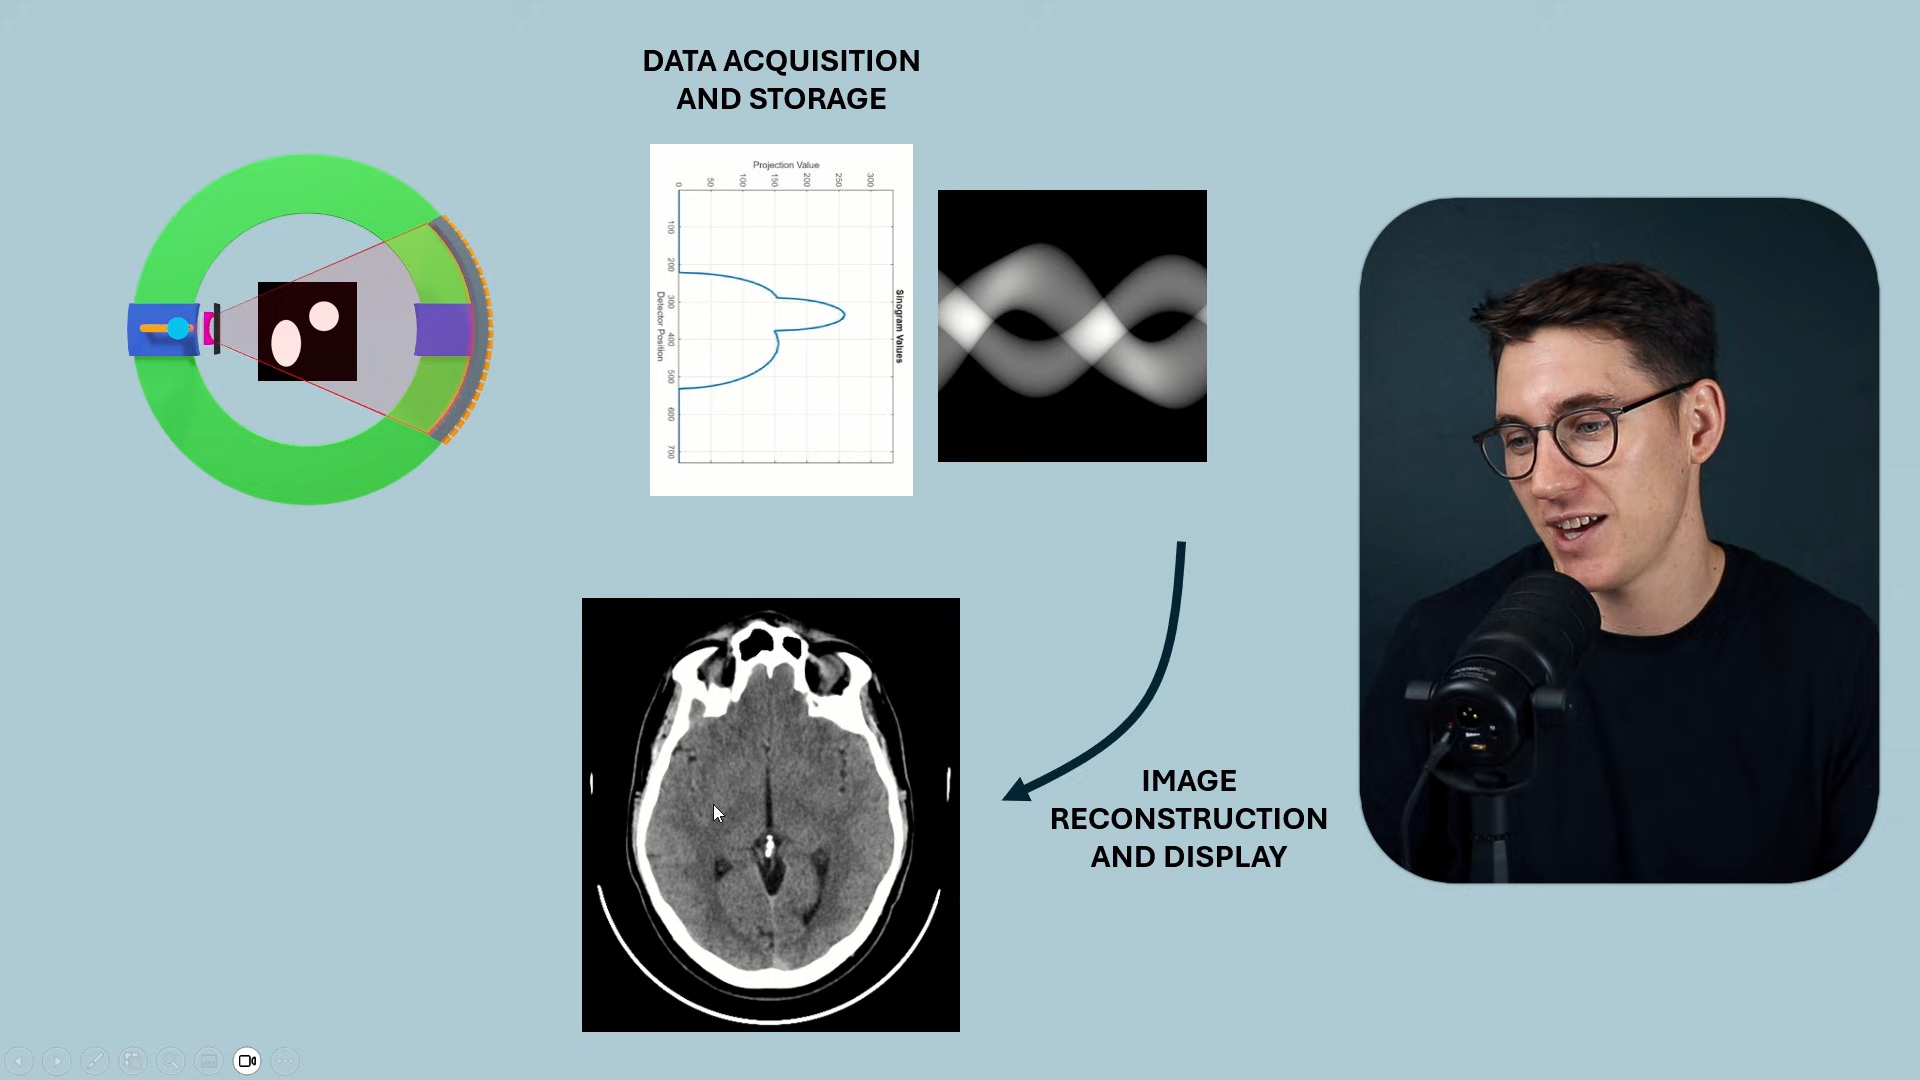 DATA ACQUISITION
AND STORAGE
Projection Value
0 50 100 150 200 250 300
100
200
300
400
500
600
700
Detector Position
Sinogram Values
IMAGE
RECONSTRUCTION
AND DISPLAY